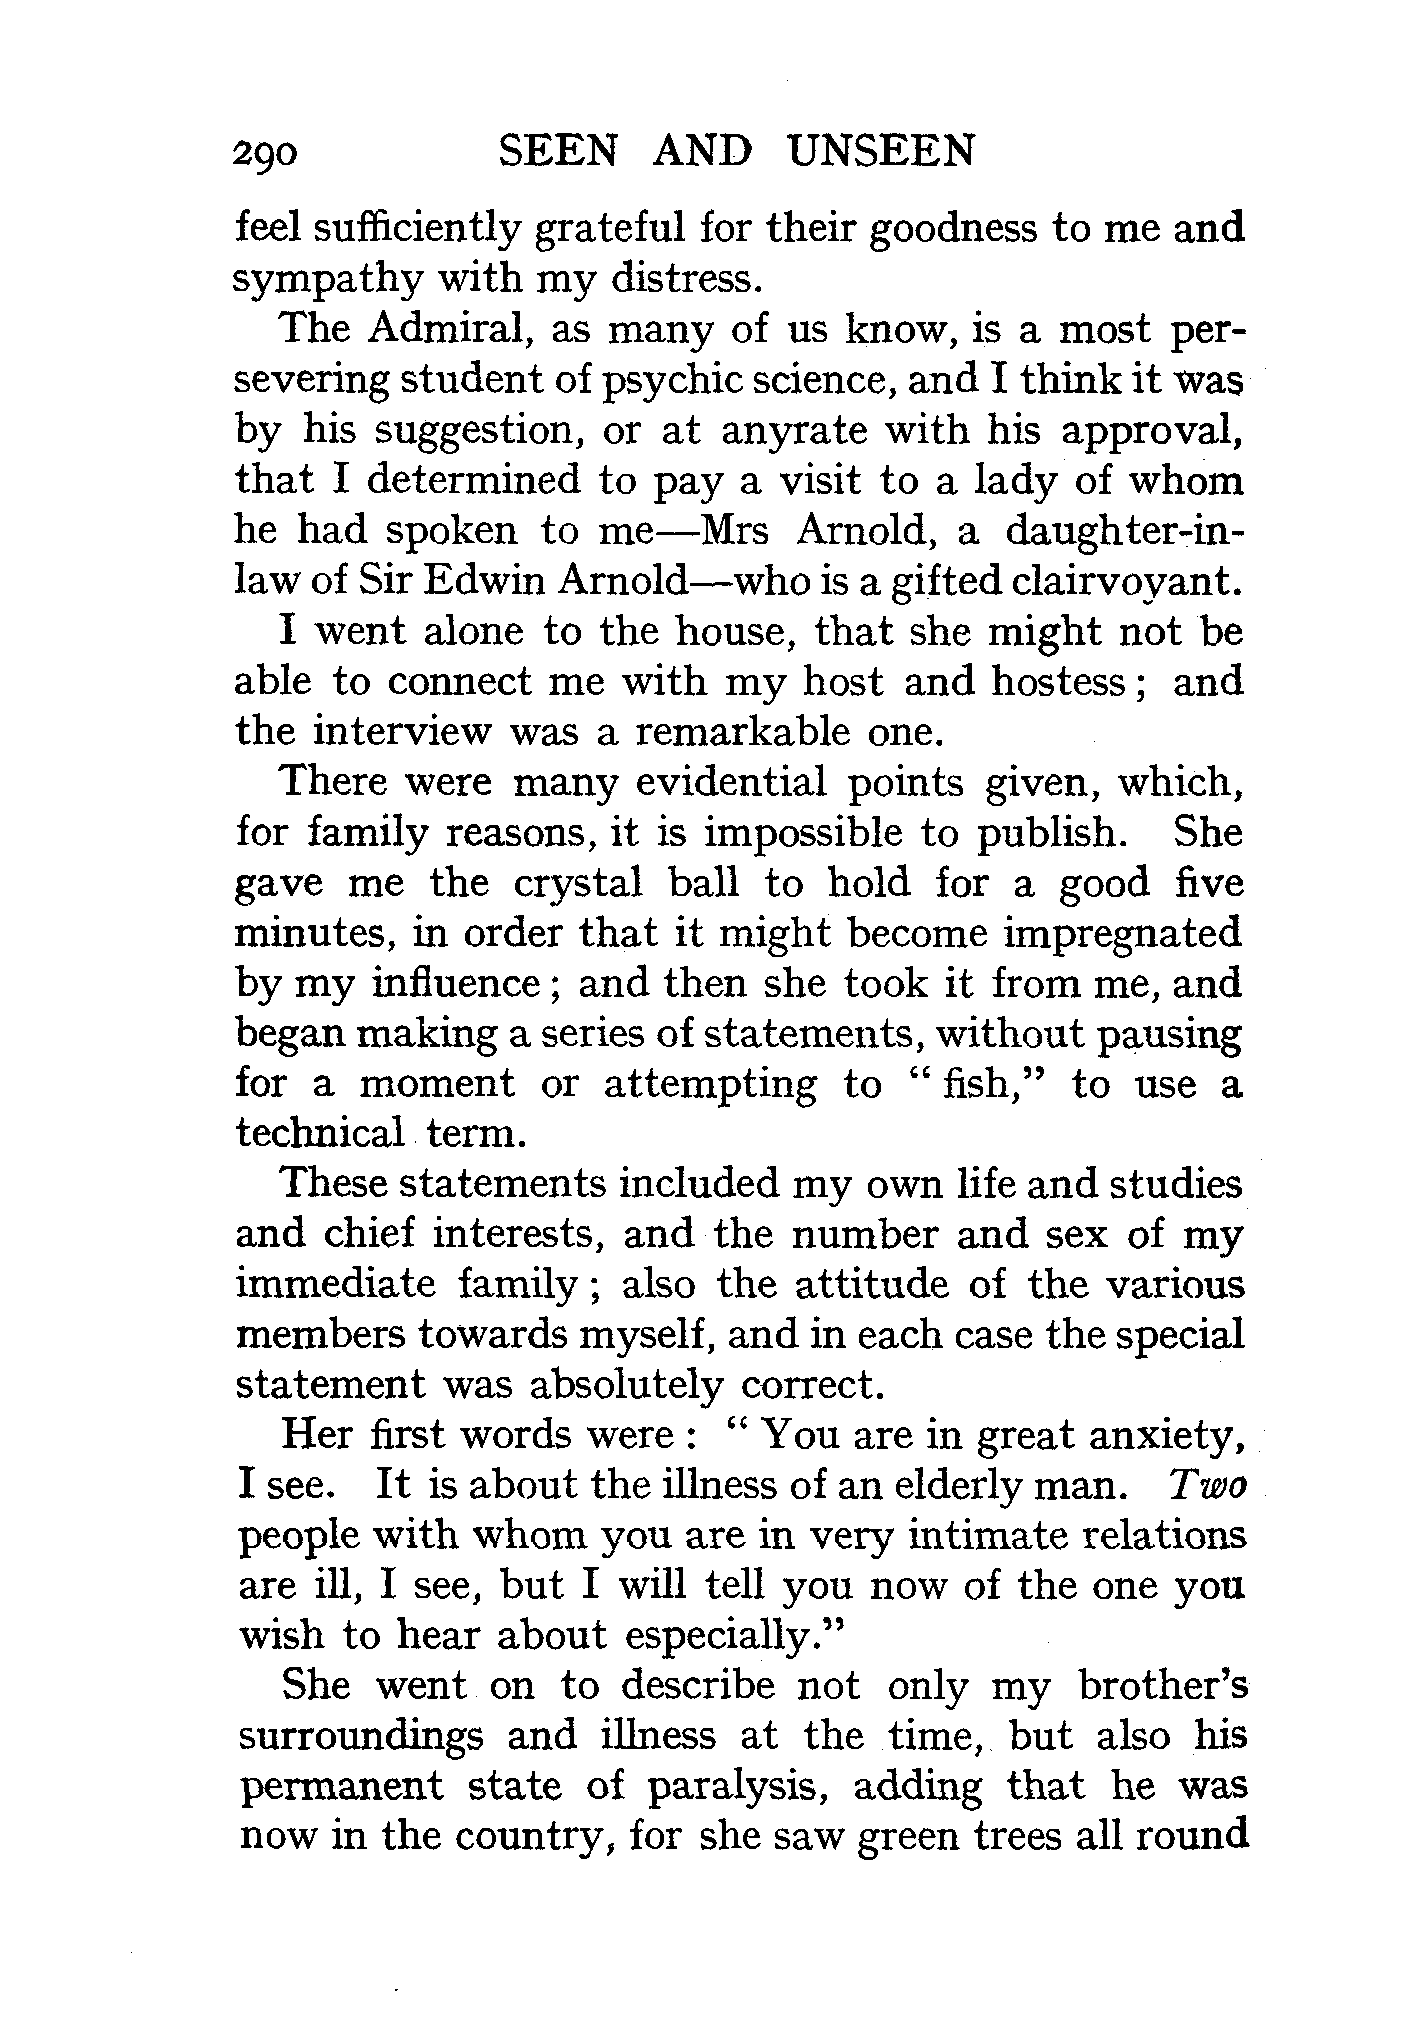 290 SEEN AND UNSEEN
feel sufficiently grateful for their goodness to me and
sympathy with my distress.
The Admiral, as many of us know, is a most per-
severing student of psychic science, and I think it was
by his suggestion, or at anyrate with his approval,
that I determined to pay a visit to a lady of whom
he had spoken to me—Mrs Arnold, a daughter-in-
law of Sir Edwin Arnold—who is a gifted clairvoyant.
I went alone to the house, that she might not be
able to connect me with my host and hostess ; and
the interview was a remarkable one.
There were many evidential points given, which,
for family reasons, it is impossible to publish. She
gave me the crystal ball to hold for a good five
minutes, in order that it might become impregnated
by my influence ; and then she took it from me, and
began making a series of statements, without pausing
for a moment or attempting to “ fish,” to use a
technical term.
These statements included my own life and studies
and chief interests, and the number and sex of my
immediate family ; also the attitude of the various
members towards myself, and in each case the special
statement was absolutely correct.
Her first words were : “ You are in great anxiety,
I see. It is about the illness of an elderly man. Two
people with whom you are in very intimate relations
are ill, I see, but I will tell you now of the one you
wish to hear about especially.”
She went on to describe not only my brother’s
surroundings and illness at the time, but also his
permanent state of paralysis, adding that he was
now in the country, for she saw green trees all round